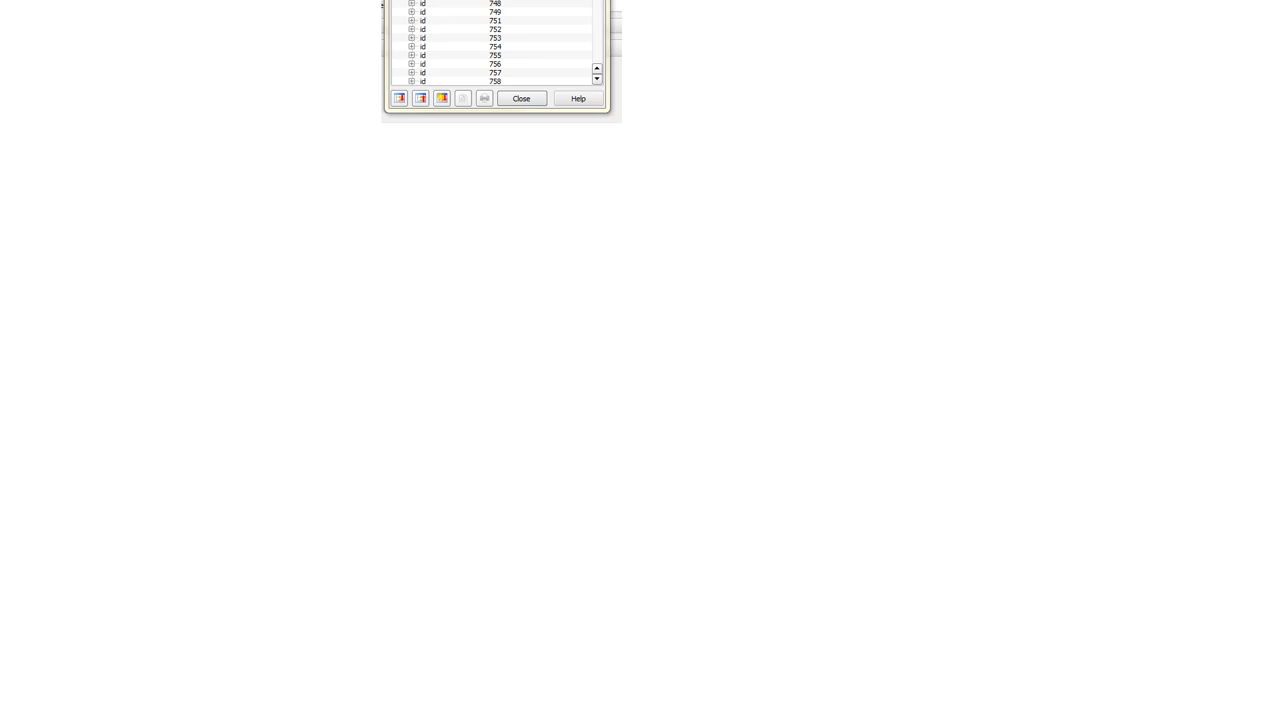 id 748
id 749
id 751
id 752
id 753
id 754
id 755
id 756
id 757
id 758
Close Help